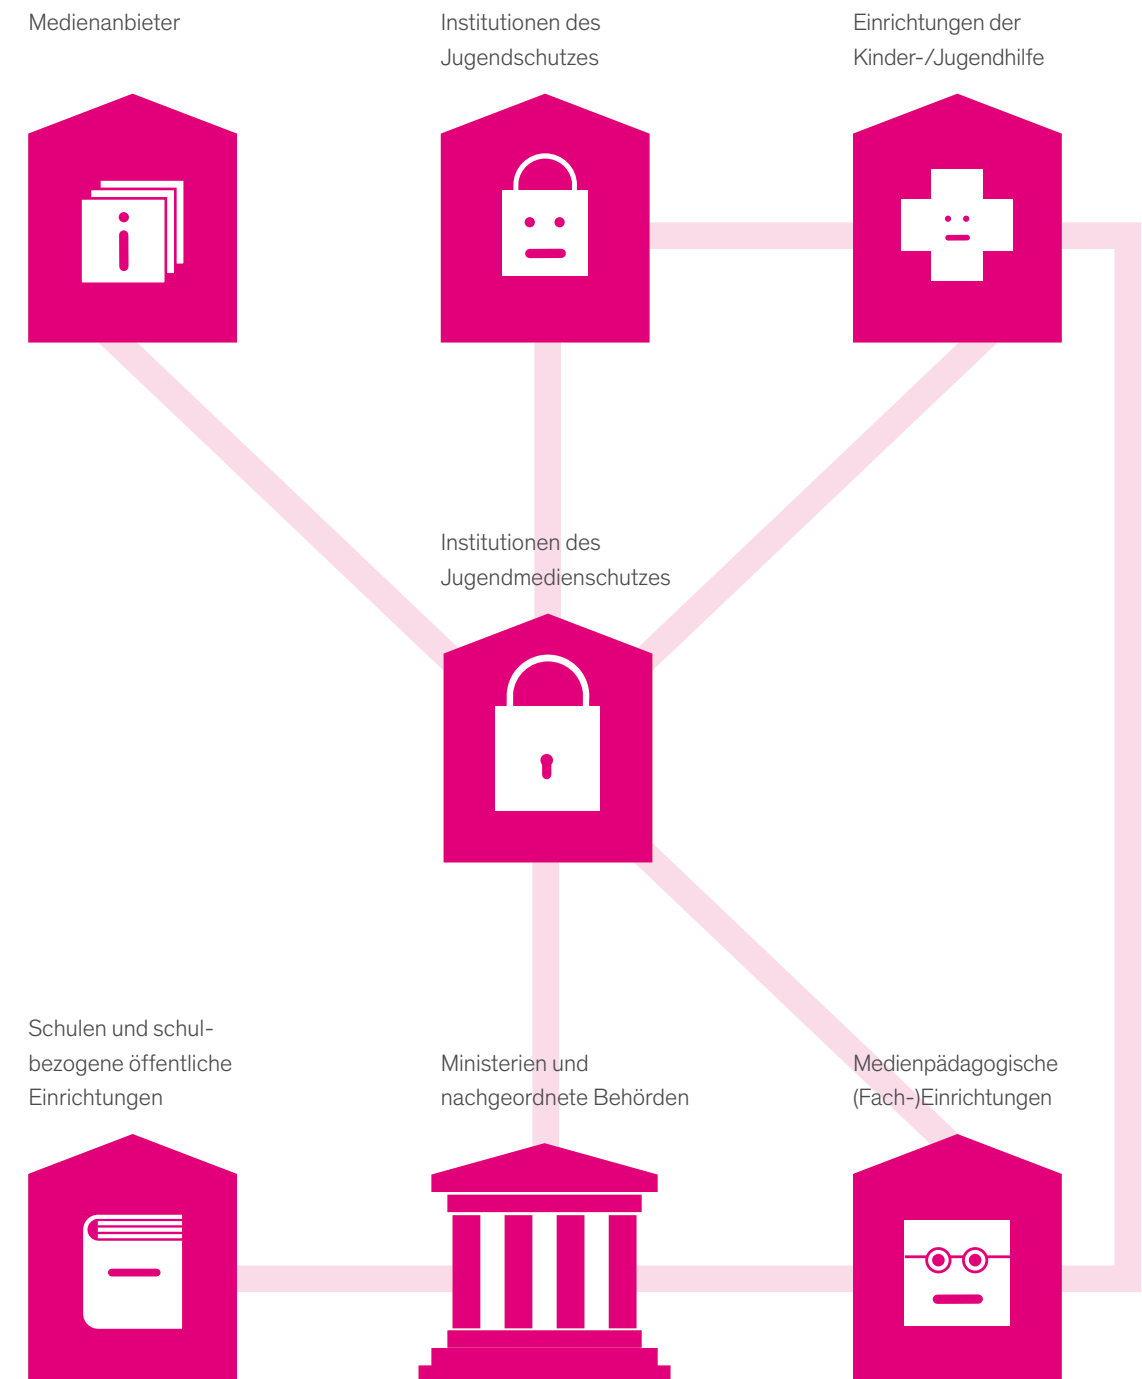 Medienanbieter
Institutionen des
Jugendschutzes
Einrichtungen der
Kinder-/Jugendhilfe
Institutionen des
Jugendmedienschutzes
Schulen und schul-
bezogene öffentliche
Einrichtungen
Ministerien und
nachgeordnete Behörden
Medienpädagogische
(Fach-)Einrichtungen